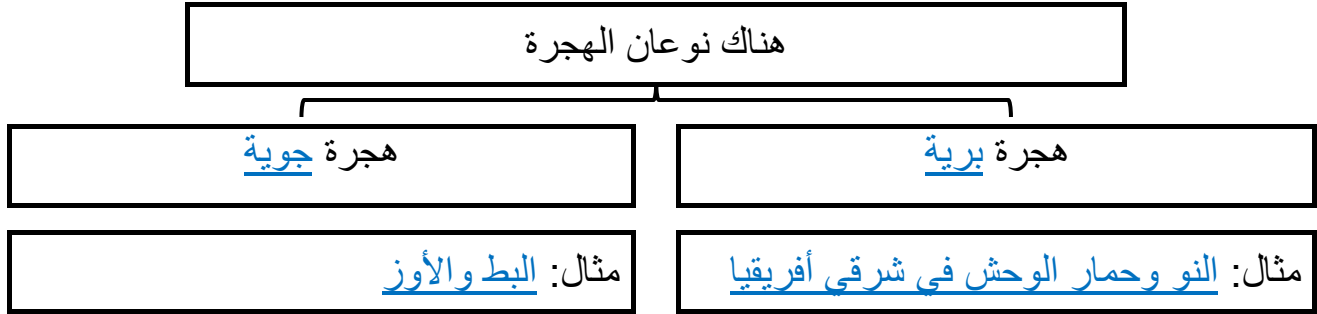 هناك نوعان الهجرة
هجرة برية
هجرة جوية
مثال: النو وحمار الوحش في شرقي أفريقيا
مثال: البط والأوز